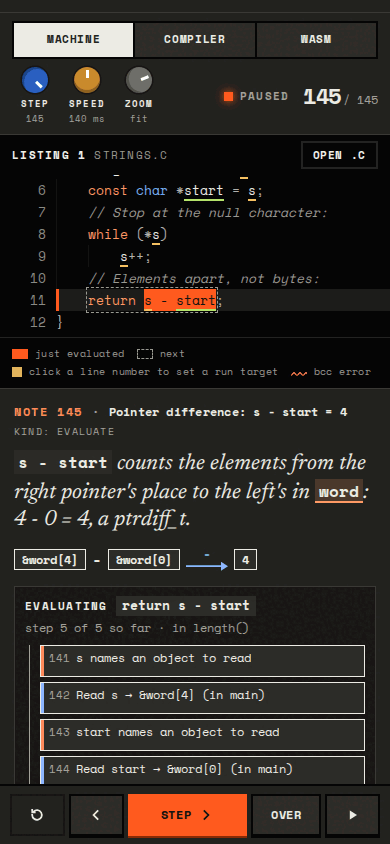 MACHINE COMPILER WASM
STEP SPEED ZOOM
145 140 ms fit
PAUSED 145 / 145
LISTING 1 STRINGS.C OPEN .C
6 const char *start = s;
7 // Stop at the null character:
8 while (*s)
9 s++;
10 // Elements apart, not bytes:
11 return s - start;
12 }
just evaluated next
click a line number to set a run target bcc error
NOTE 145 · Pointer difference: s - start = 4
KIND: EVALUATE
s - start counts the elements from the
right pointer's place to the left's in word:
4 - 0 = 4, a ptrdiff_t.
&word[4] - &word[0] - 4
EVALUATING return s - start
step 5 of 5 so far · in length()
141 s names an object to read
142 Read s → &word[4] (in main)
143 start names an object to read
144 Read start → &word[0] (in main)
STEP OVER